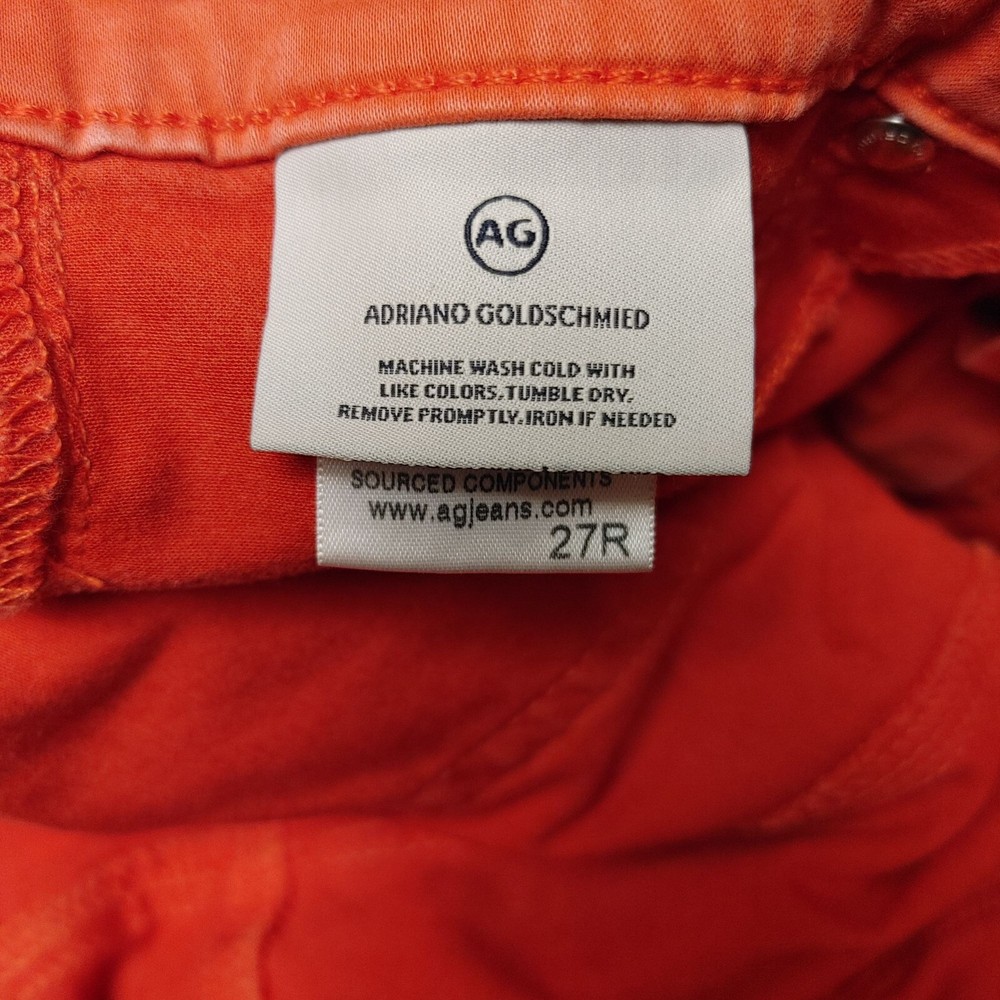 AG
ADRIANO GOLDSCHMIED
MACHINE WASH COLD WITH
LIKE COLORS.TUMBLE DRY.
REMOVE PROMPTLY.IRON IF NEEDED
SOURCED COMPONENTS
www.agjeans.com
27R